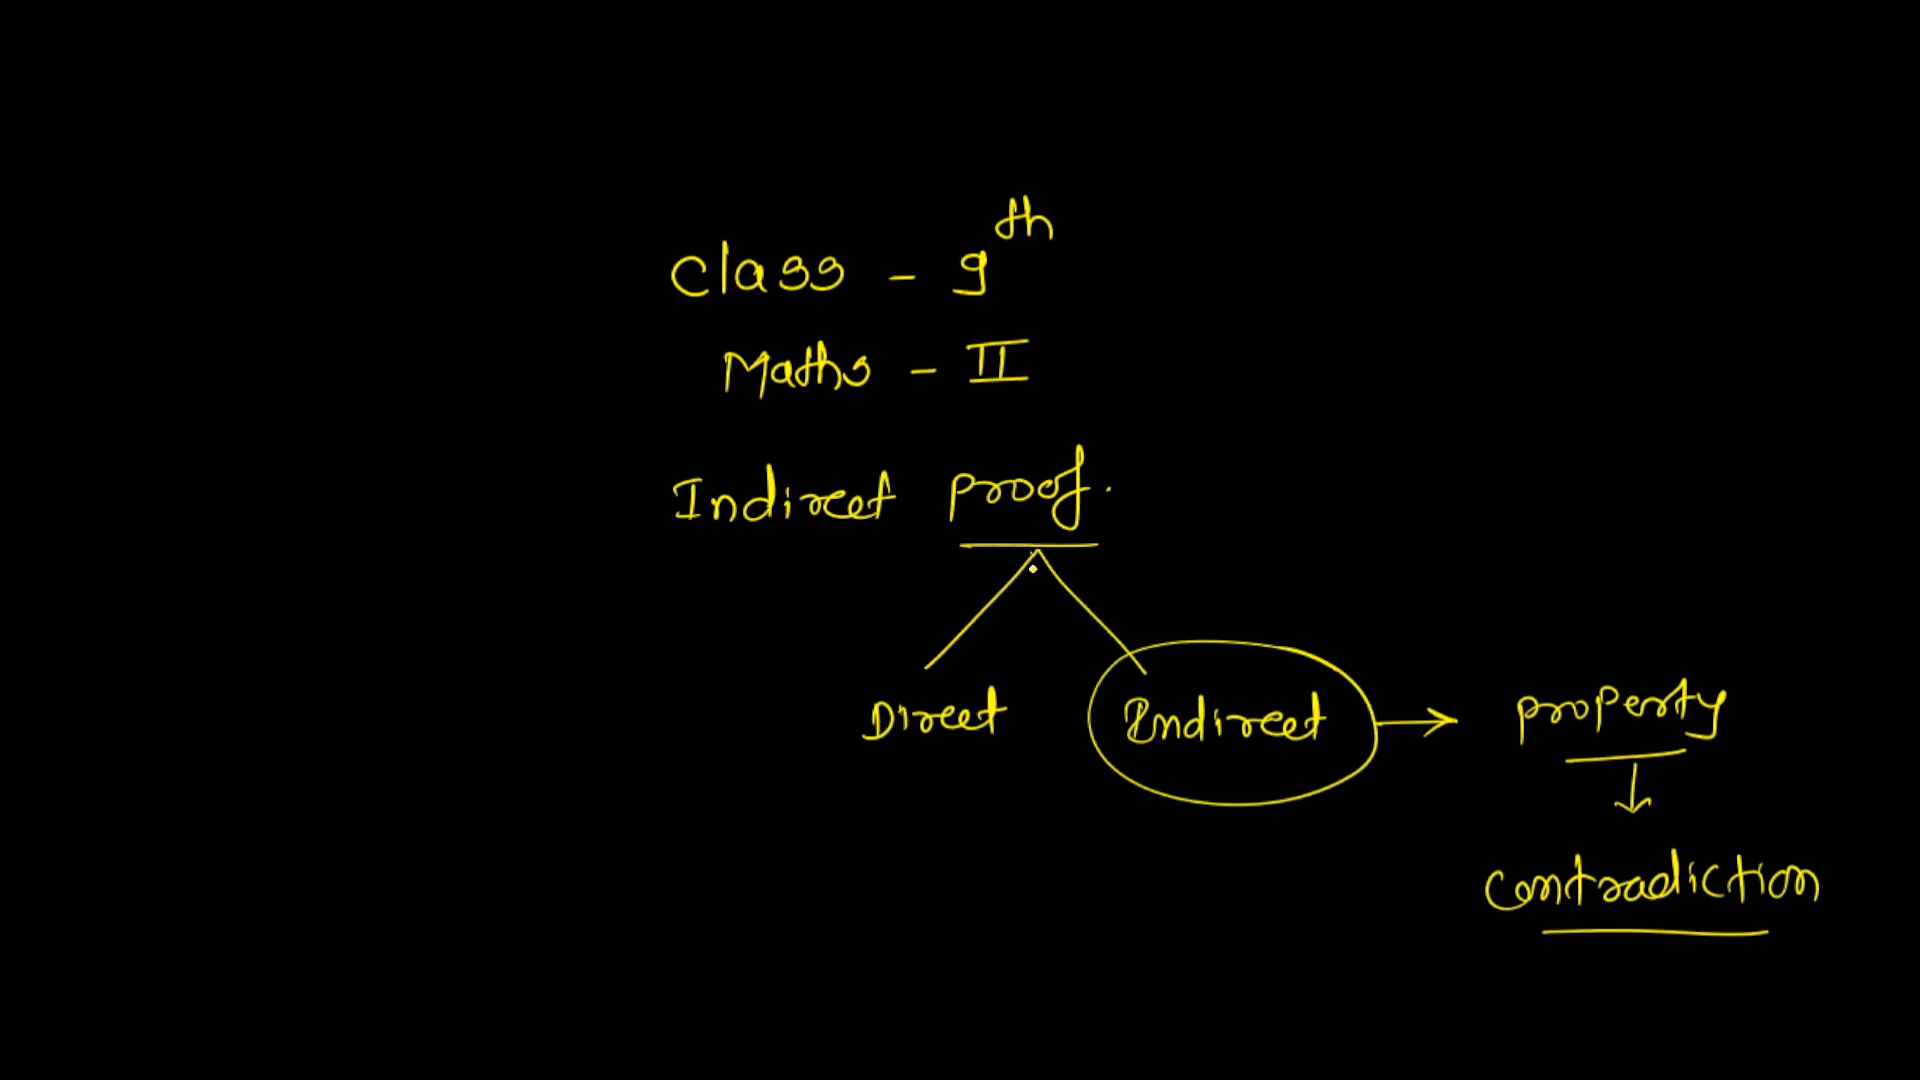 Class - 9th
Maths - II
Indirect proof.
Direct Indirect → property
↓
contradiction